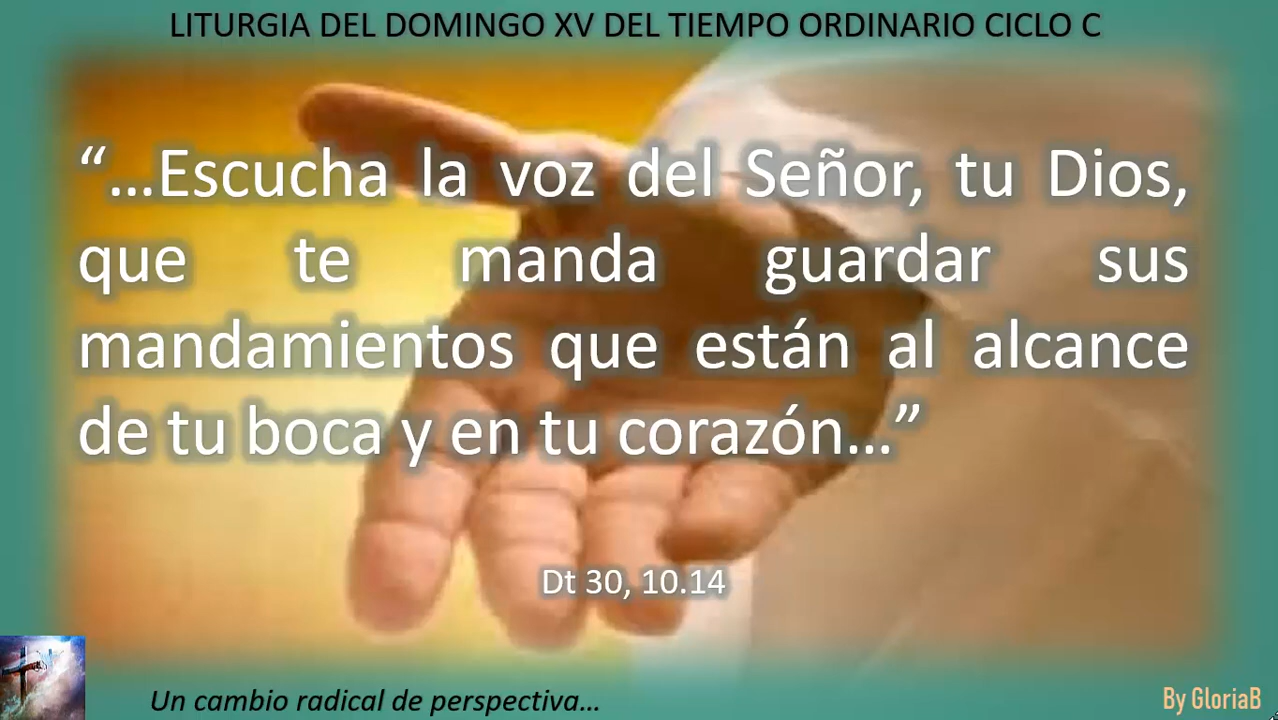 LITURGIA DEL DOMINGO XV DEL TIEMPO ORDINARIO CICLO C
“…Escucha la voz del Señor, tu Dios,
que te manda guardar sus
mandamientos que están al alcance
de tu boca y en tu corazón…”
Dt 30, 10.14
Un cambio radical de perspectiva…
By GloriaB